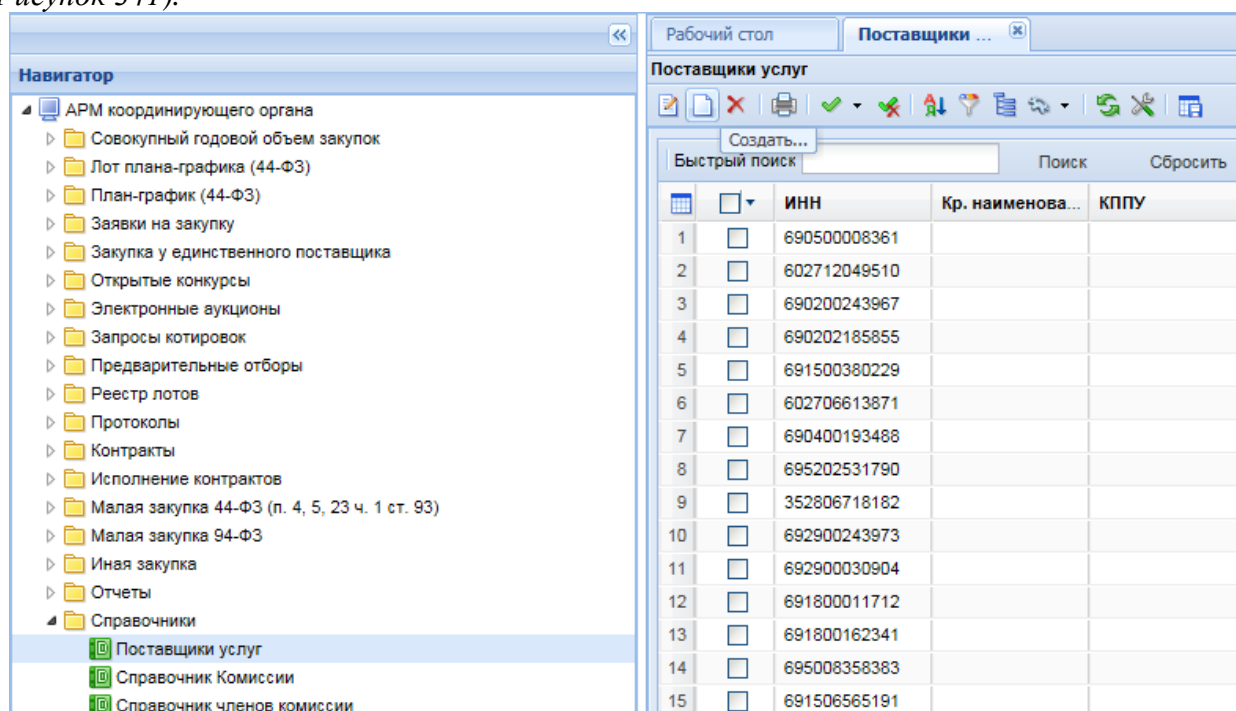 Рисунок 341).
Навигатор
АРМ координирующего органа
Совокупный годовой объем закупок
Лот плана-графика (44-ФЗ)
План-график (44-ФЗ)
Заявки на закупку
Закупка у единственного поставщика
Открытые конкурсы
Электронные аукционы
Запросы котировок
Предварительные отборы
Реестр лотов
Протоколы
Контракты
Исполнение контрактов
Малая закупка 44-ФЗ (п. 4, 5, 23 ч. 1 ст. 93)
Малая закупка 94-ФЗ
Иная закупка
Отчеты
Справочники
Поставщики услуг
Справочник Комиссии
Справочник членов комиссии
Рабочий стол Поставщики ...
Поставщики услуг
Создать...
Быстрый поиск Поиск Сбросить
ИНН Кр. наименова... КППУ
1 690500008361
2 602712049510
3 690200243967
4 690202185855
5 691500380229
6 602706613871
7 690400193488
8 695202531790
9 352806718182
10 692900243973
11 692900030904
12 691800011712
13 691800162341
14 695008358383
15 691506565191